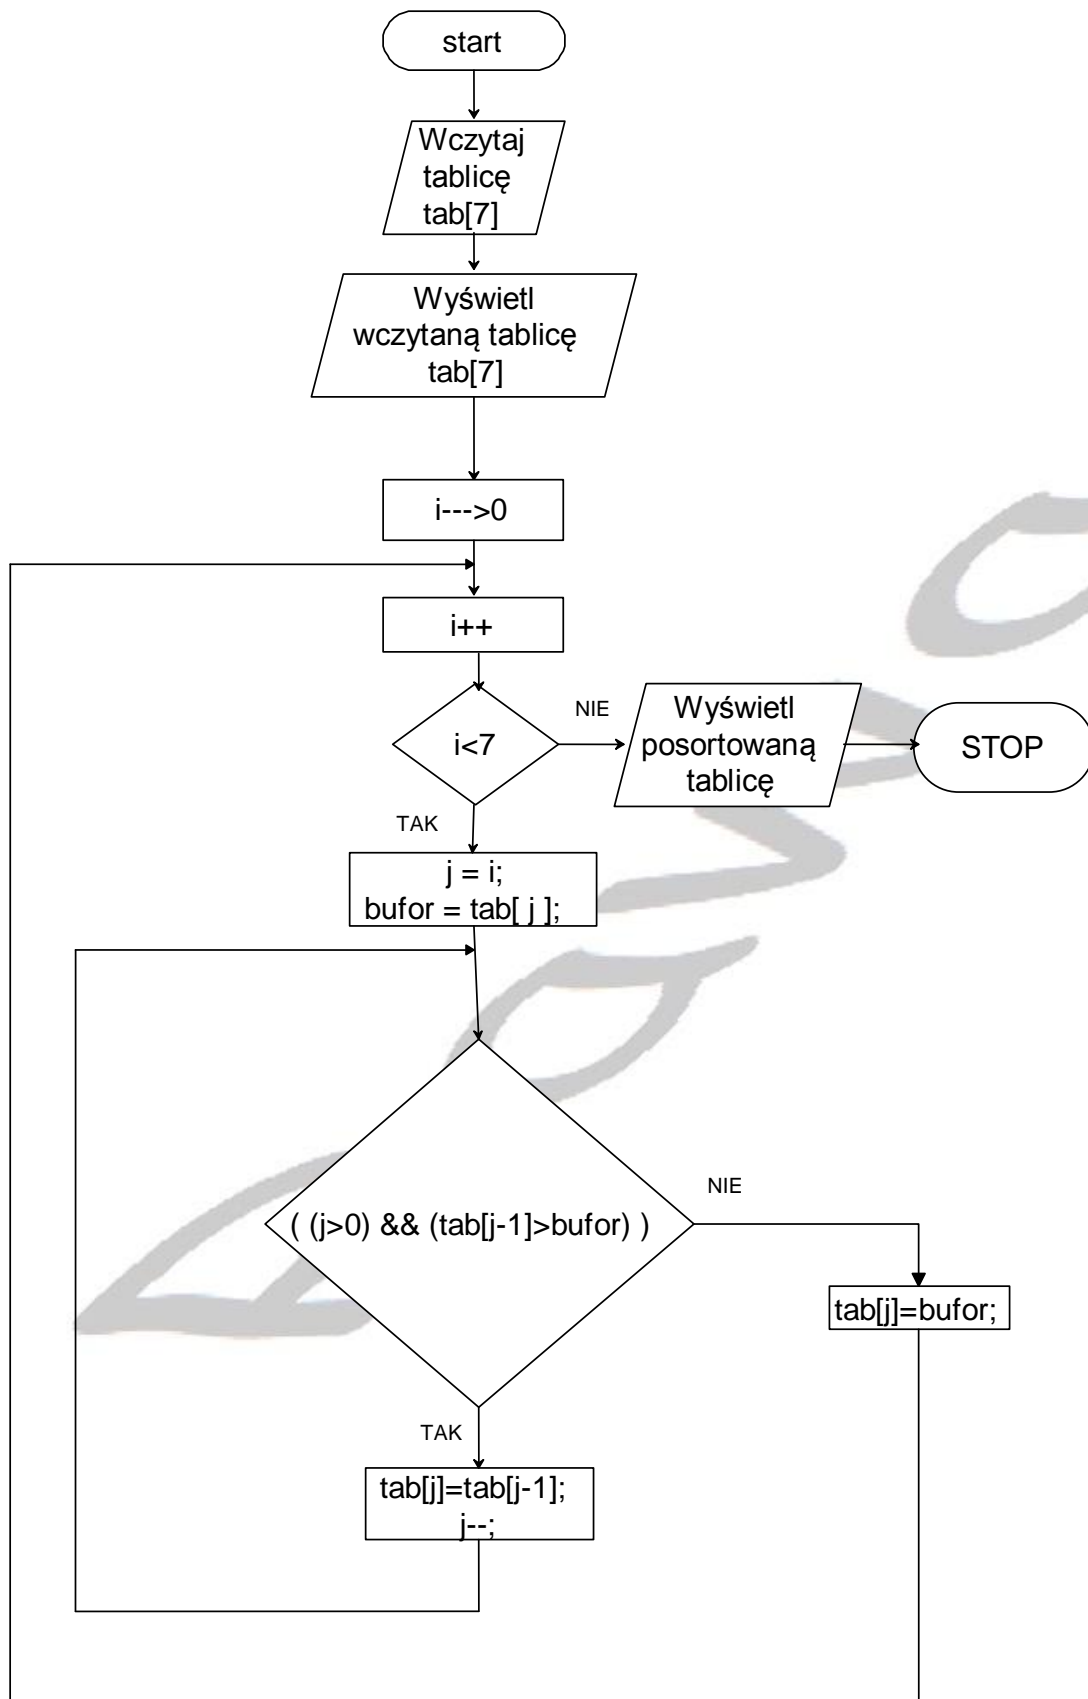 start
Wczytaj
tablicę
tab[7]
Wyświetl
wczytaną tablicę
tab[7]
i--->0
i++
i<7
NIE
Wyświetl
posortowaną
tablicę
STOP
TAK
j = i;
bufor = tab[ j ];
( (j>0) && (tab[j-1]>bufor) )
NIE
tab[j]=bufor;
TAK
tab[j]=tab[j-1];
j--;